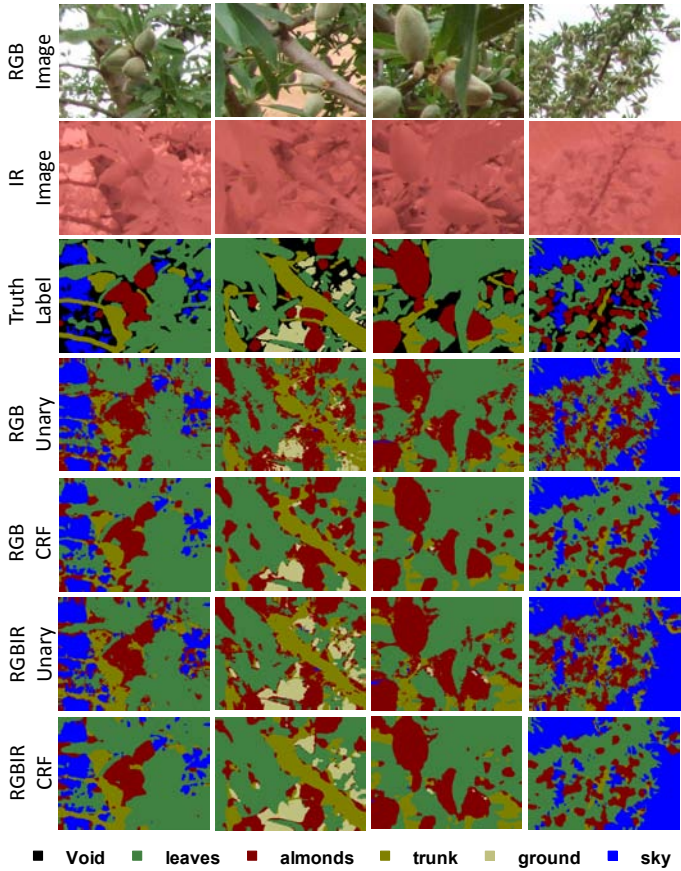 RGB
Image
IR
Image
Truth
Label
RGB
Unary
RGB
CRF
RGBIR
Unary
RGBIR
CRF
Void leaves almonds trunk ground sky